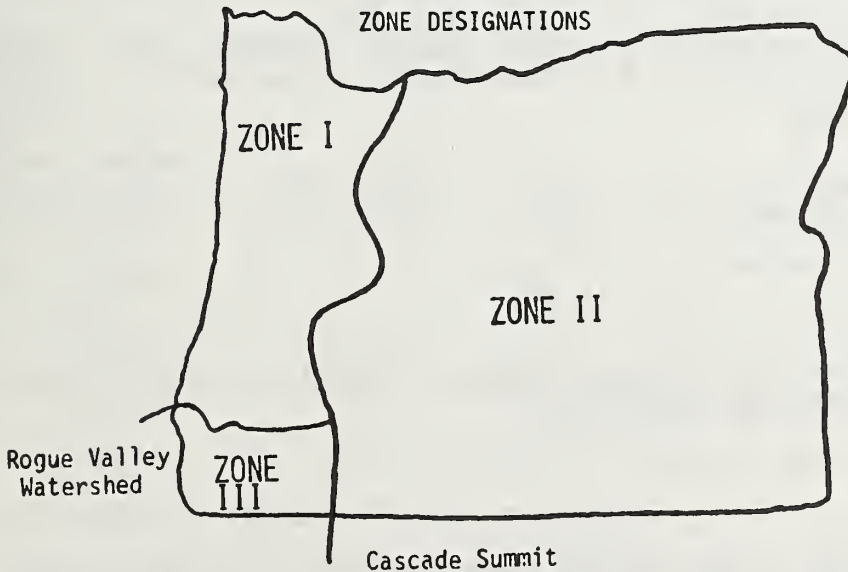 ZONE DESIGNATIONS
ZONE I
ZONE II
Rogue Valley
Watershed
ZONE
III
Cascade Summit